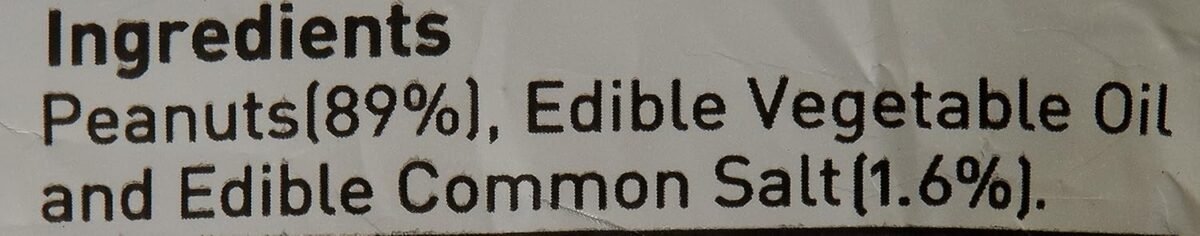 Ingredients
Peanuts(89%), Edible Vegetable Oil
and Edible Common Salt(1.6%).